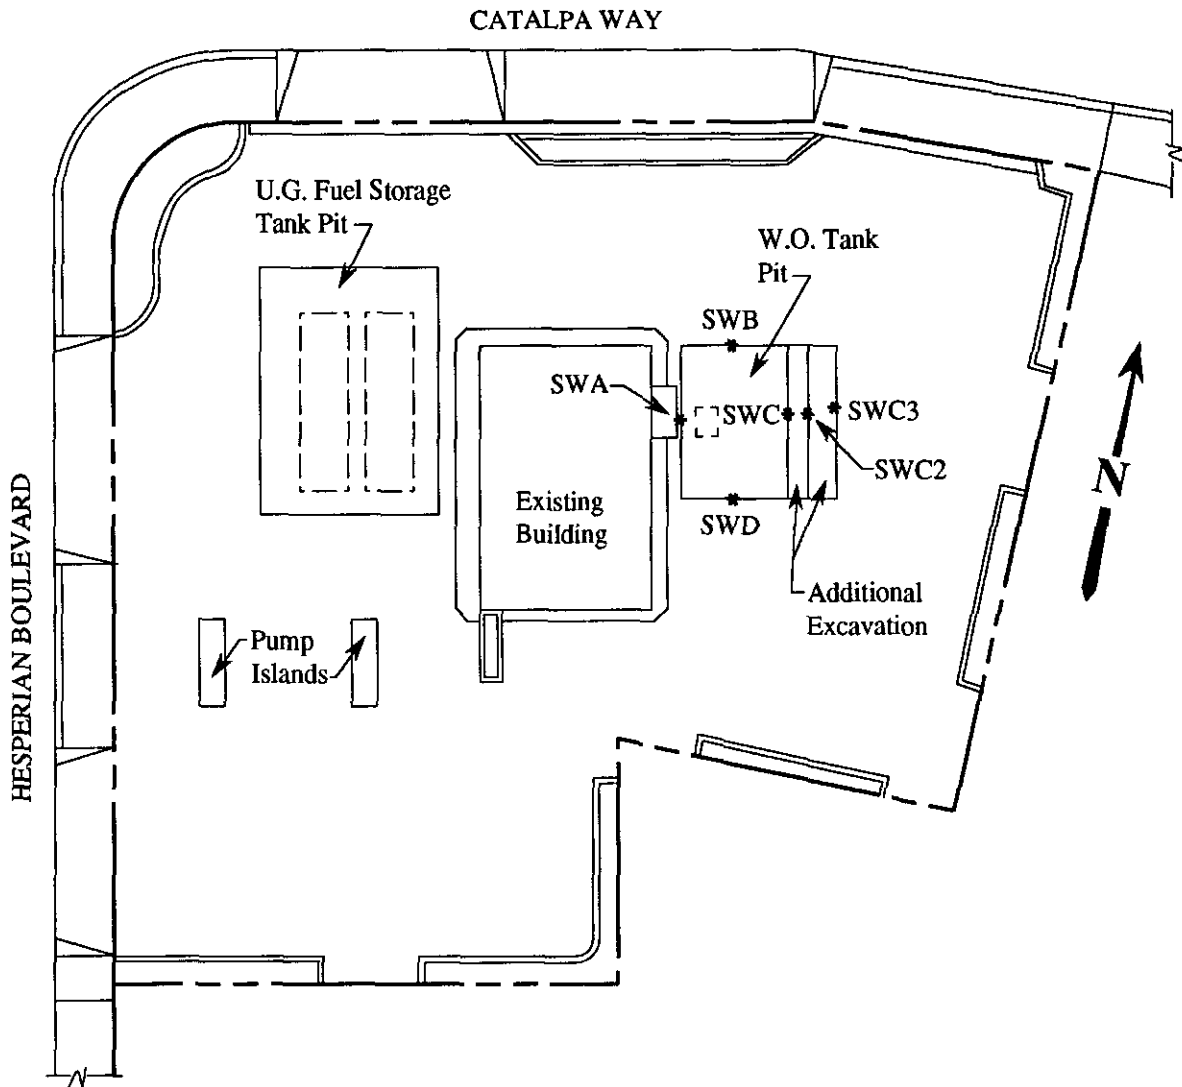 CATALPA WAY
U.G. Fuel Storage
Tank Pit
W.O. Tank
Pit
SWB
SWA
SWC
SWC3
SWC2
Existing
Building
SWD
N
Additional
Excavation
Pump
Islands
HESPERIAN BOULEVARD